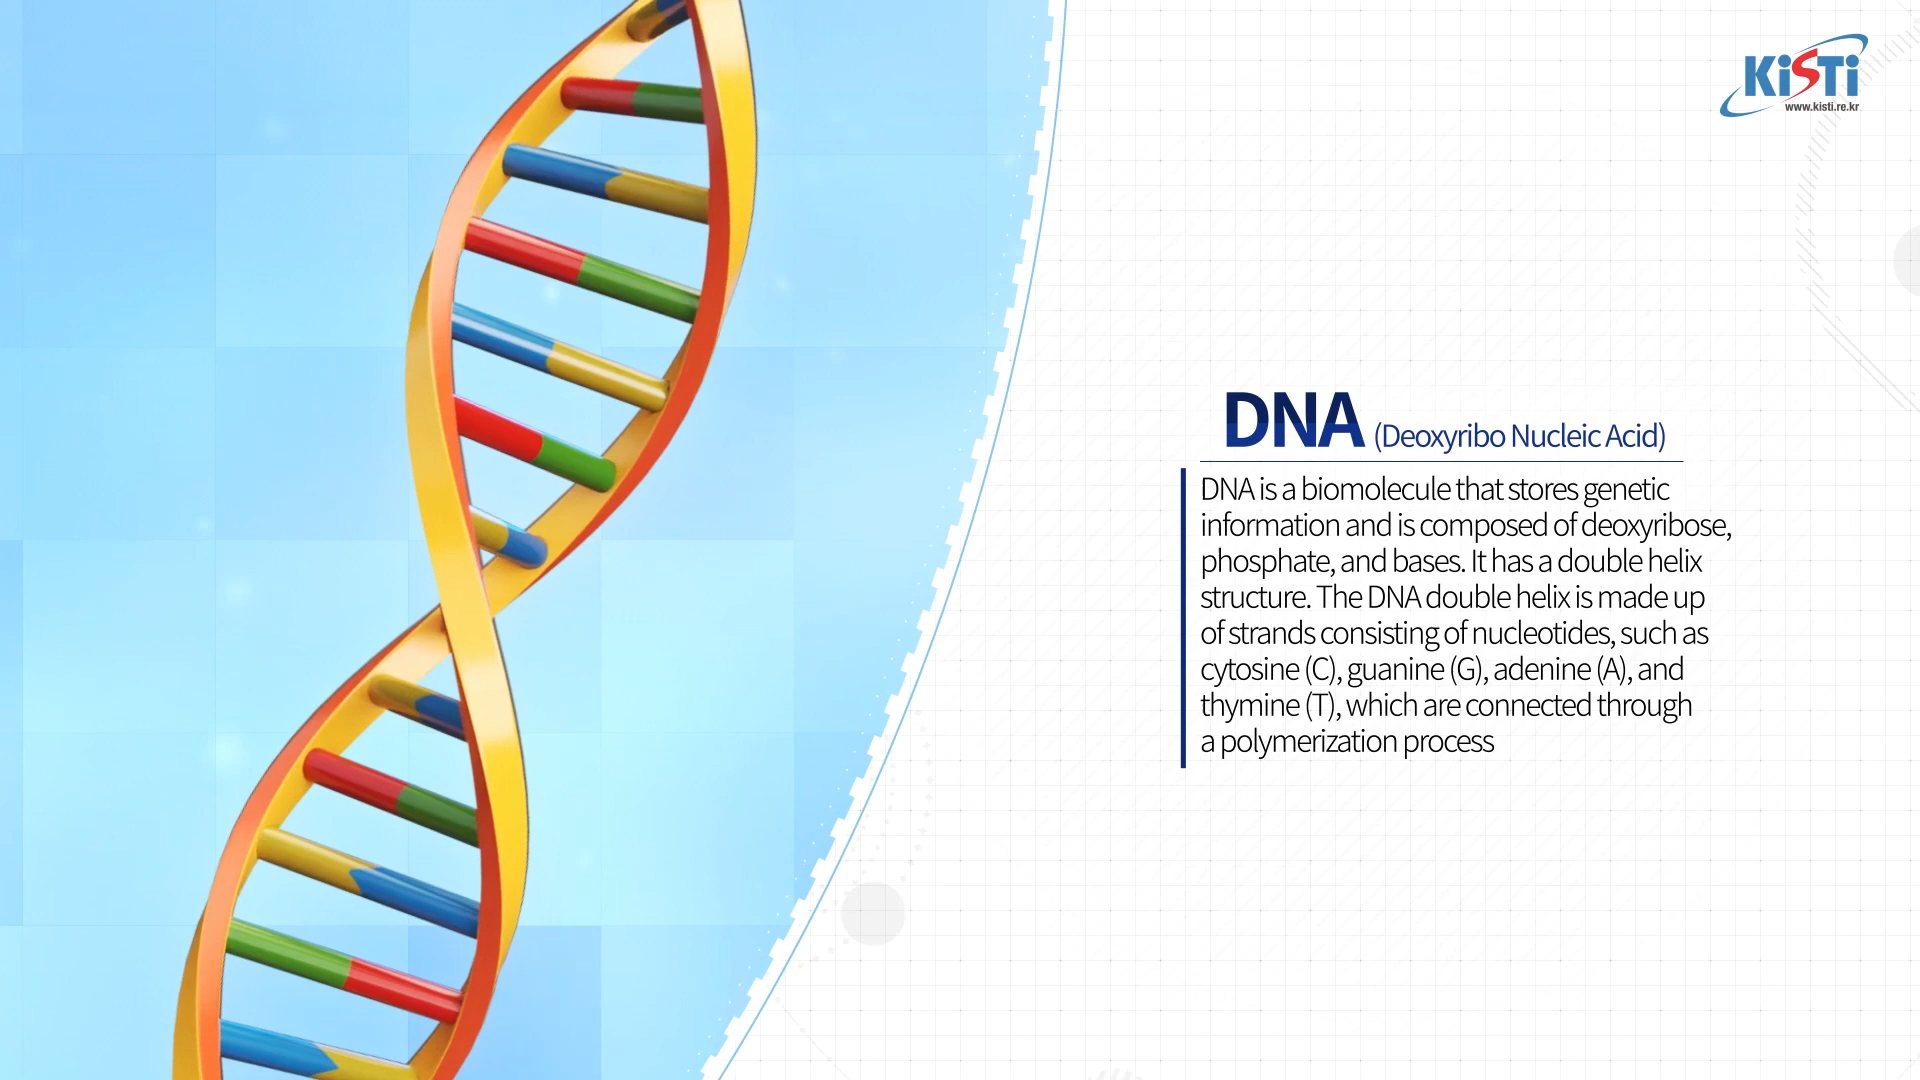 KiSTi
www.kisti.re.kr
DNA (Deoxyribo Nucleic Acid)
DNA is a biomolecule that stores genetic
information and is composed of deoxyribose,
phosphate, and bases. It has a double helix
structure. The DNA double helix is made up
of strands consisting of nucleotides, such as
cytosine (C), guanine (G), adenine (A), and
thymine (T), which are connected through
a polymerization process